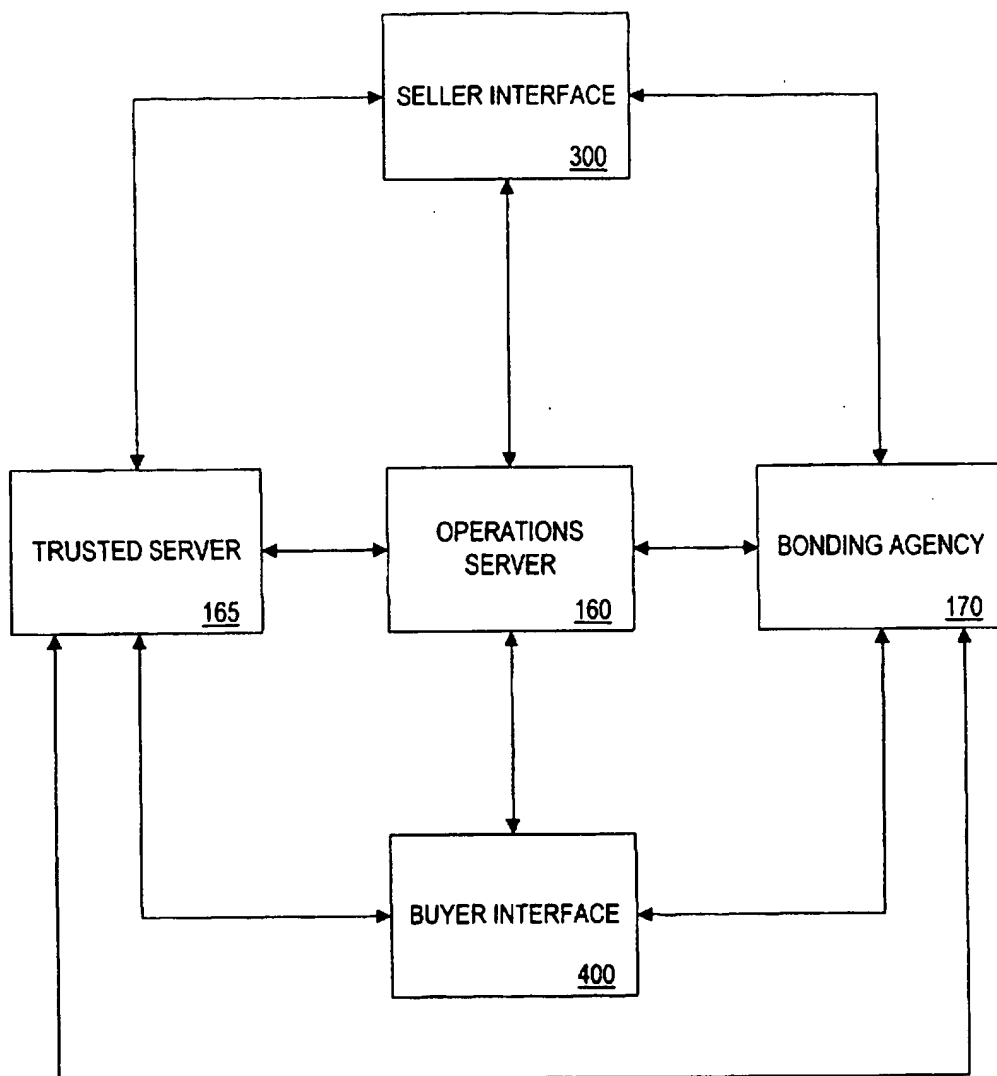 SELLER INTERFACE
300
TRUSTED SERVER
165
OPERATIONS
SERVER
160
BONDING AGENCY
170
BUYER INTERFACE
400